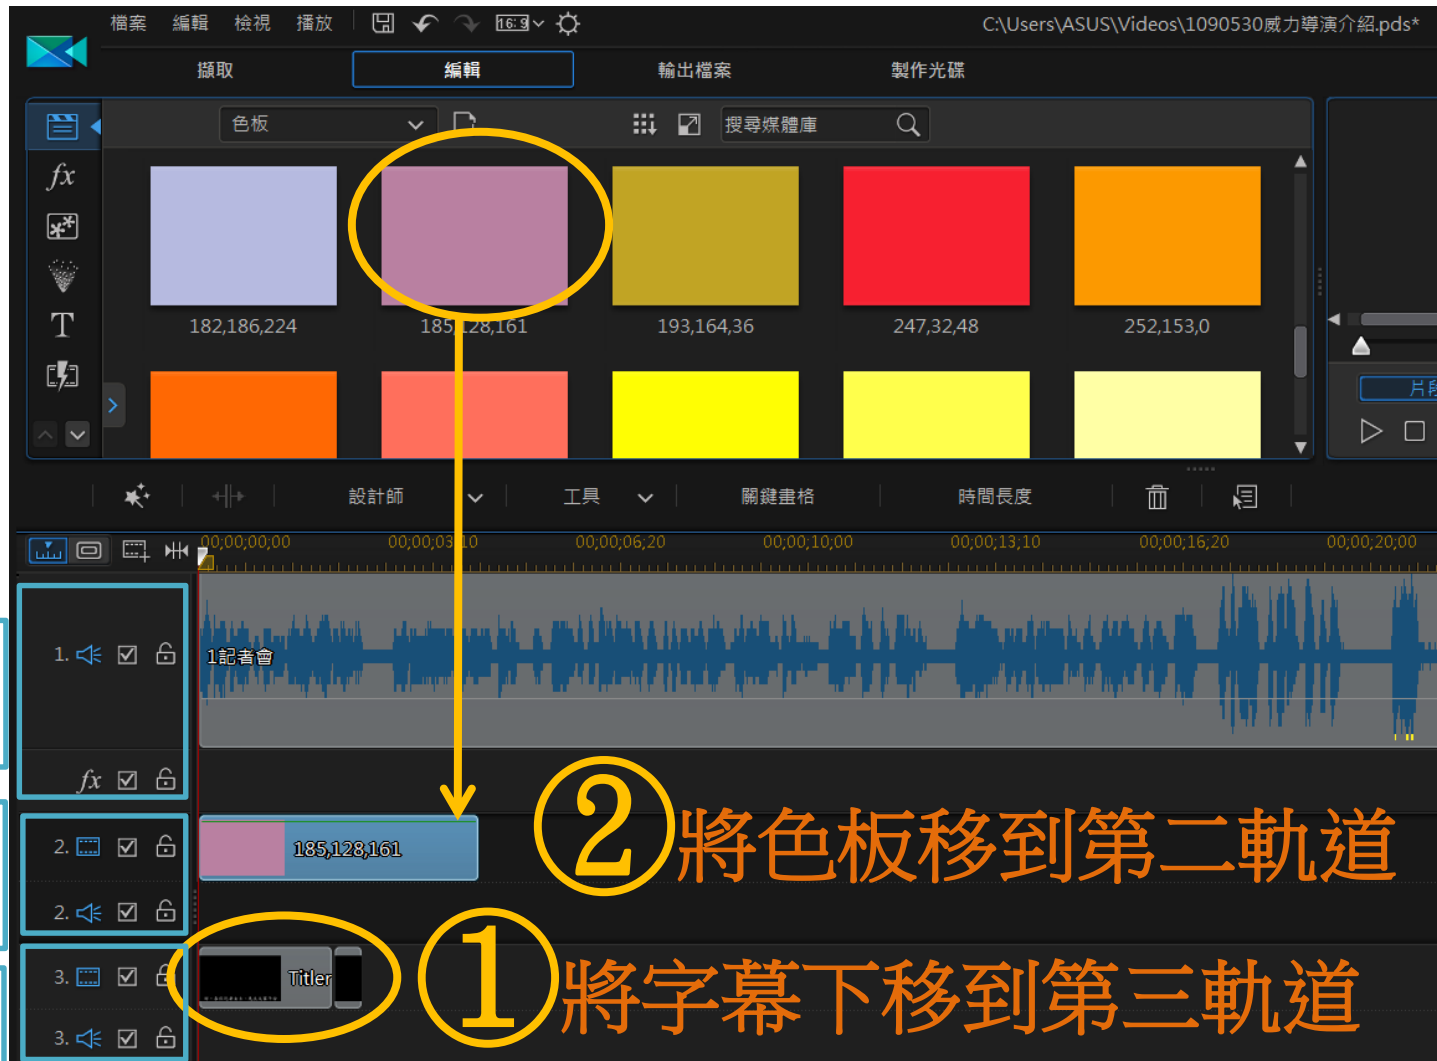 檔案 編輯 檢視 播放 16:9 C:\Users\ASUS\Videos\1090530威力導演介紹.pds*
擷取 編輯 輸出檔案 製作光碟
色板 搜尋媒體庫
fx
T
182,186,224 185,128,161 193,164,36 247,32,48 252,153,0
片段
設計師 工具 關鍵畫格 時間長度
00;00;00;00 00;00;03;10 00;00;06;20 00;00;10;00 00;00;13;10 00;00;16;20 00;00;20;00
1. 1記者會
fx
2. 185,128,161
②將色板移到第二軌道
2.
3. Titler
①將字幕下移到第三軌道
3.